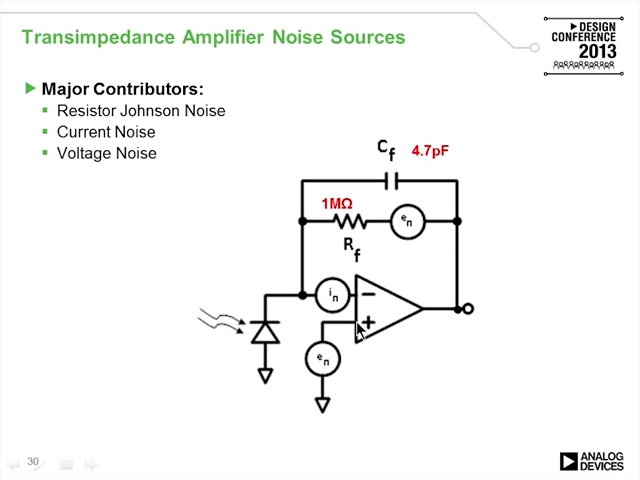 Transimpedance Amplifier Noise Sources
DESIGN
CONFERENCE
2013
Major Contributors:
Resistor Johnson Noise
Current Noise
Voltage Noise
Cf 4.7pF
1MΩ
en
Rf
in
−
+
en
30
ANALOG
DEVICES